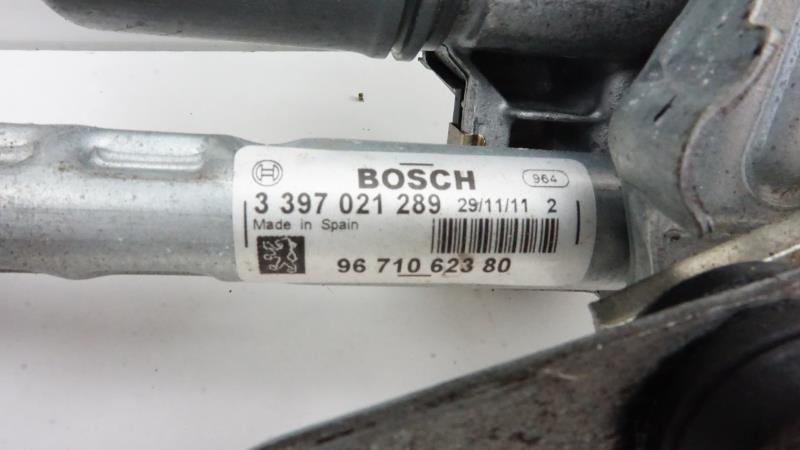 BOSCH 964
3 397 021 289 29/11/11 2
Made in Spain
96 710 623 80